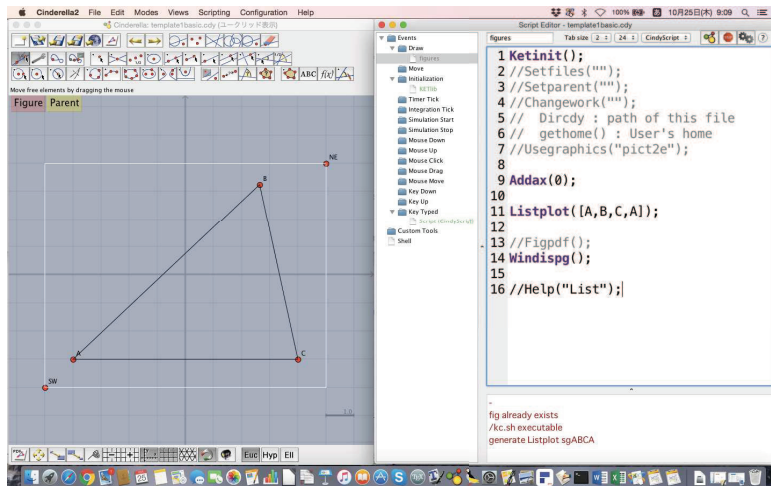 Cinderella2 File Edit Modes Views Scripting Configuration Help
100% 10月25日(木) 9:09
Cinderella: template1basic.cdy (ユークリッド表示)
ABC f(x)
Move free elements by dragging the mouse
Figure Parent
NE
B
A
C
SW
1.0
Euc Hyp Ell
Script Editor - template1basic.cdy
figures Tab size 2 24 CindyScript
Events
Draw
figures
Move
Initialization
KETlib
Timer Tick
Integration Tick
Simulation Start
Simulation Stop
Mouse Down
Mouse Up
Mouse Click
Mouse Drag
Mouse Move
Key Down
Key Up
Key Typed
Script (KindyScript)
Custom Tools
Shell
1 Ketinit();
2 //Setfiles("");
3 //Setparent("");
4 //Changework("");
5 // Dircdy : path of this file
6 // gethome() : User's home
7 //Usegraphics("pict2e");
8
9 Addax(0);
10
11 Listplot([A,B,C,A]);
12
13 //Figpdf();
14 Windispg();
15
16 //Help("List");
-
fig already exists
/kc.sh executable
generate Listplot sgABCA